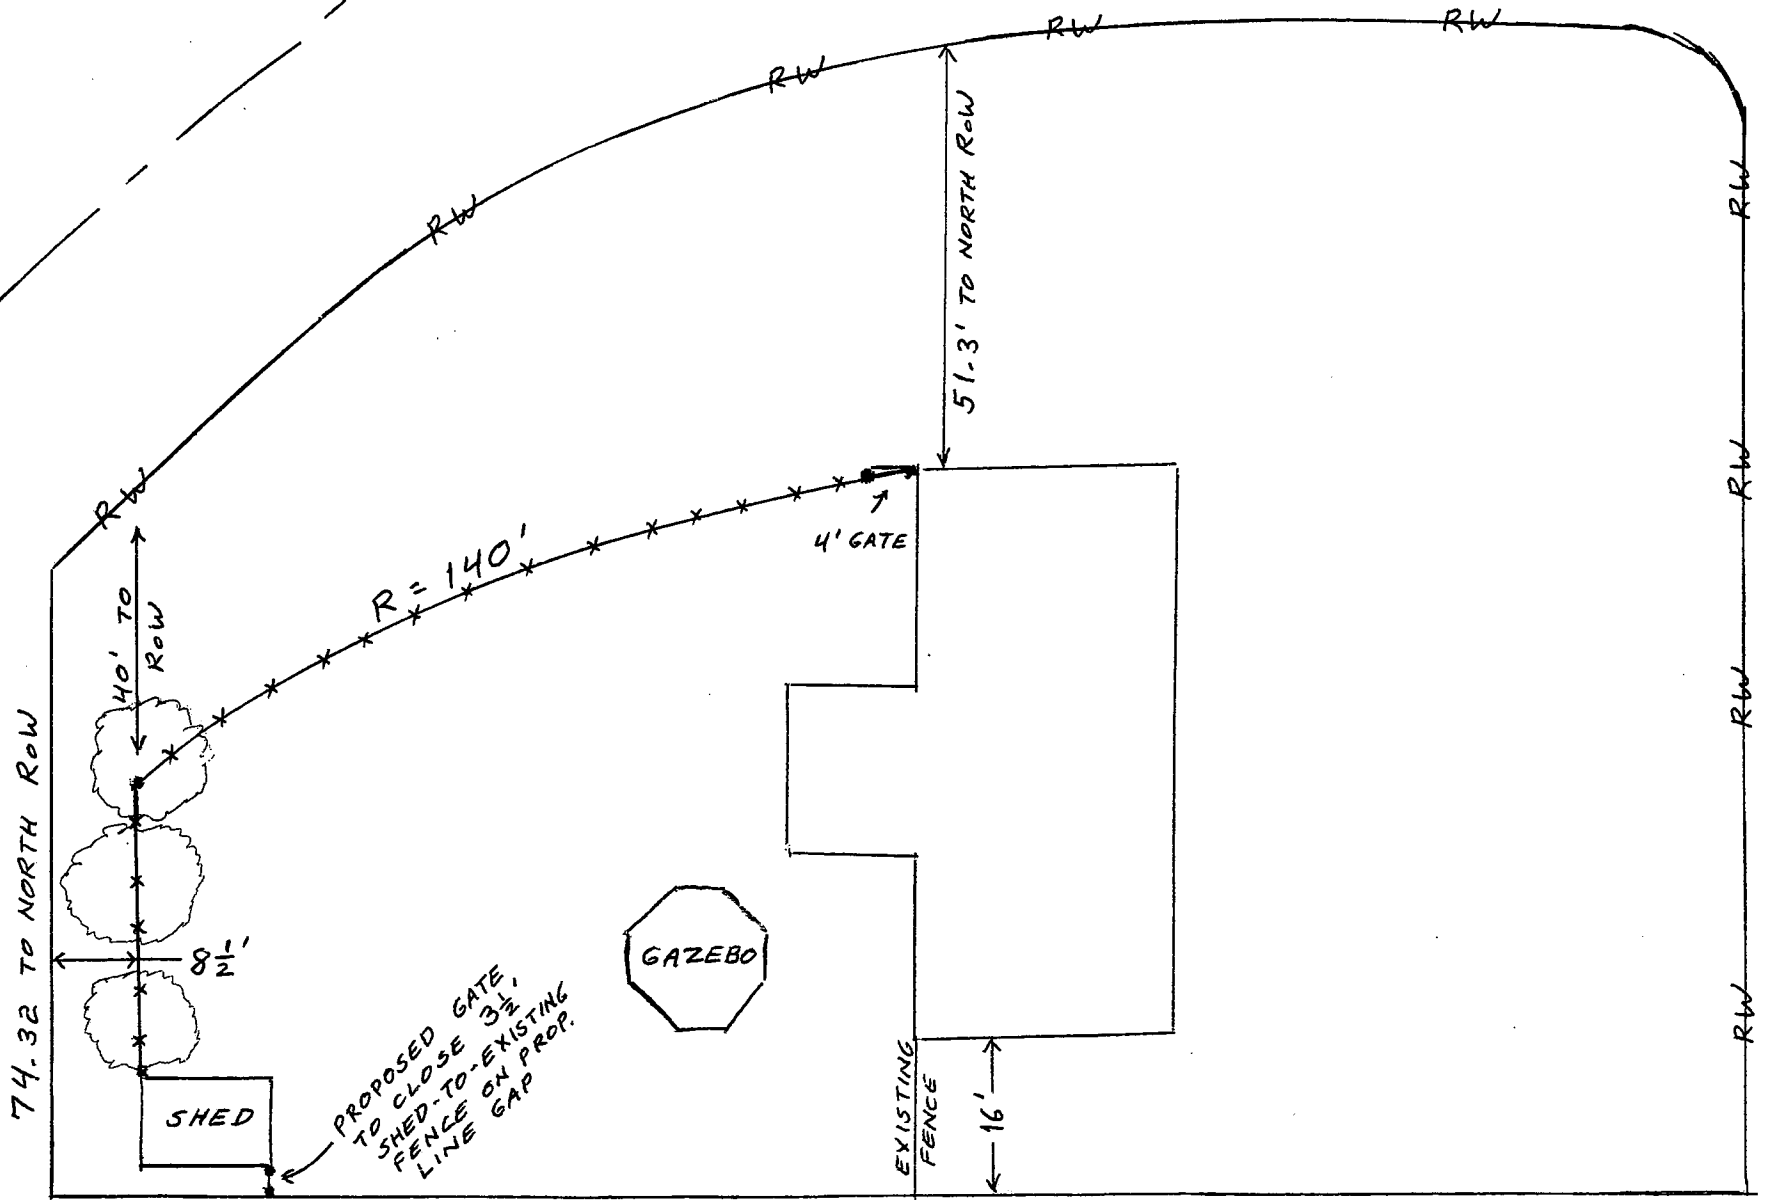 RW
RW
RW
RW
RW
51.3' TO NORTH ROW
RW
RW
RW
RW
R = 140'
4' GATE
40' TO
ROW
74.32 TO NORTH ROW
8 1/2'
GAZEBO
PROPOSED GATE
TO CLOSE 3 1/2'
SHED-TO-EXISTING
FENCE ON PROP.
LINE GAP
SHED
EXISTING
FENCE
16'